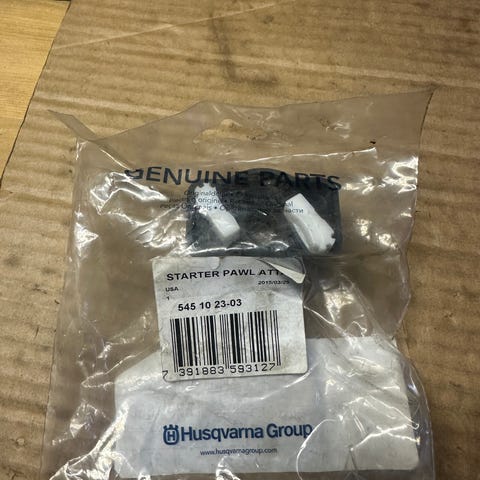 GENUINE PARTS
STARTER PAWL ATT
USA
2015/03/25
1
545 10 23-03
7 391883 593127
Husqvarna Group
www.husqvarnagroup.com